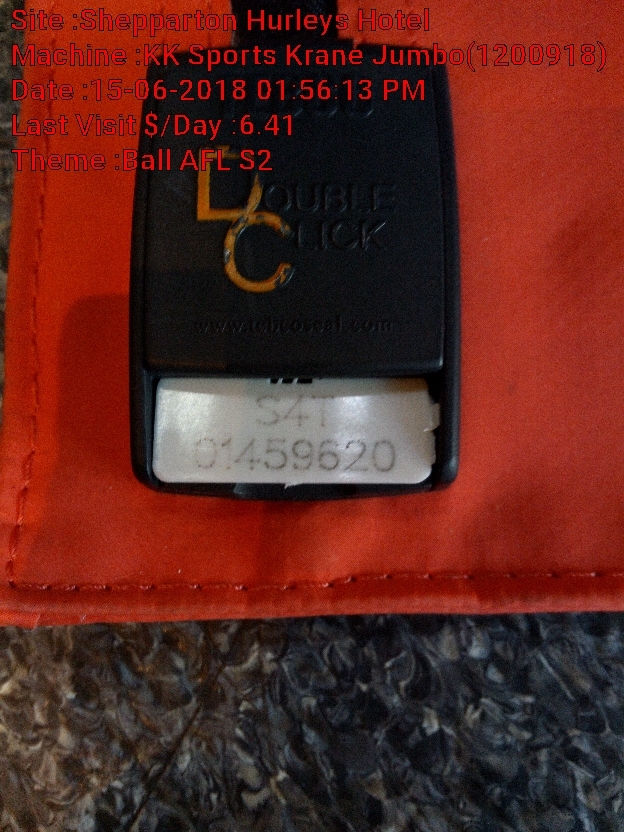 Site :Shepparton Hurleys Hotel
Machine :KK Sports Krane Jumbo(1200918)
Date :15-06-2018 01:56:13 PM
Last Visit $/Day :6.41
Theme :Ball AFL S2
DOUBLE
CLICK
S4T
01459620